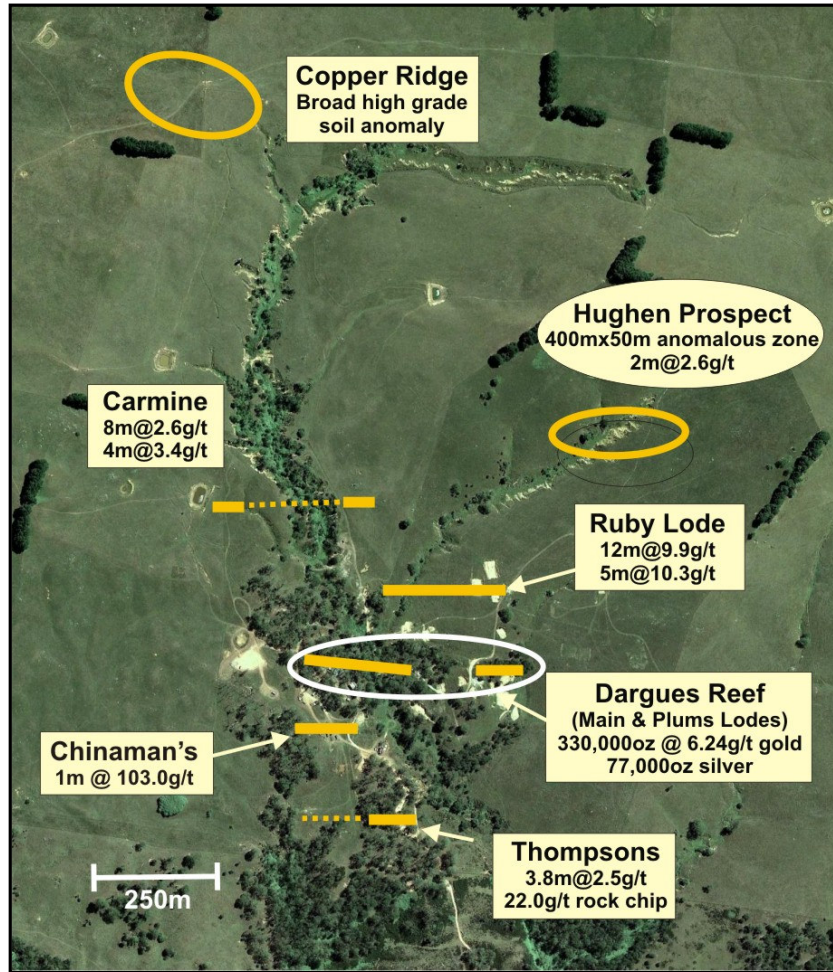 Copper Ridge
Broad high grade
soil anomaly
Hughen Prospect
400mx50m anomalous zone
2m@2.6g/t
Carmine
8m@2.6g/t
4m@3.4g/t
Ruby Lode
12m@9.9g/t
5m@10.3g/t
Dargues Reef
(Main & Plums Lodes)
330,000oz @ 6.24g/t gold
77,000oz silver
Chinaman's
1m @ 103.0g/t
Thompsons
3.8m@2.5g/t
22.0g/t rock chip
250m